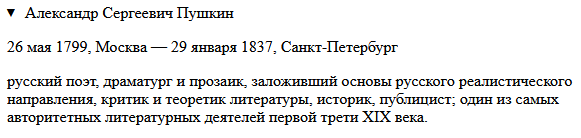 Александр Сергеевич Пушкин
26 мая 1799, Москва — 29 января 1837, Санкт-Петербург
русский поэт, драматург и прозаик, заложивший основы русского реалистического
направления, критик и теоретик литературы, историк, публицист; один из самых
авторитетных литературных деятелей первой трети XIX века.